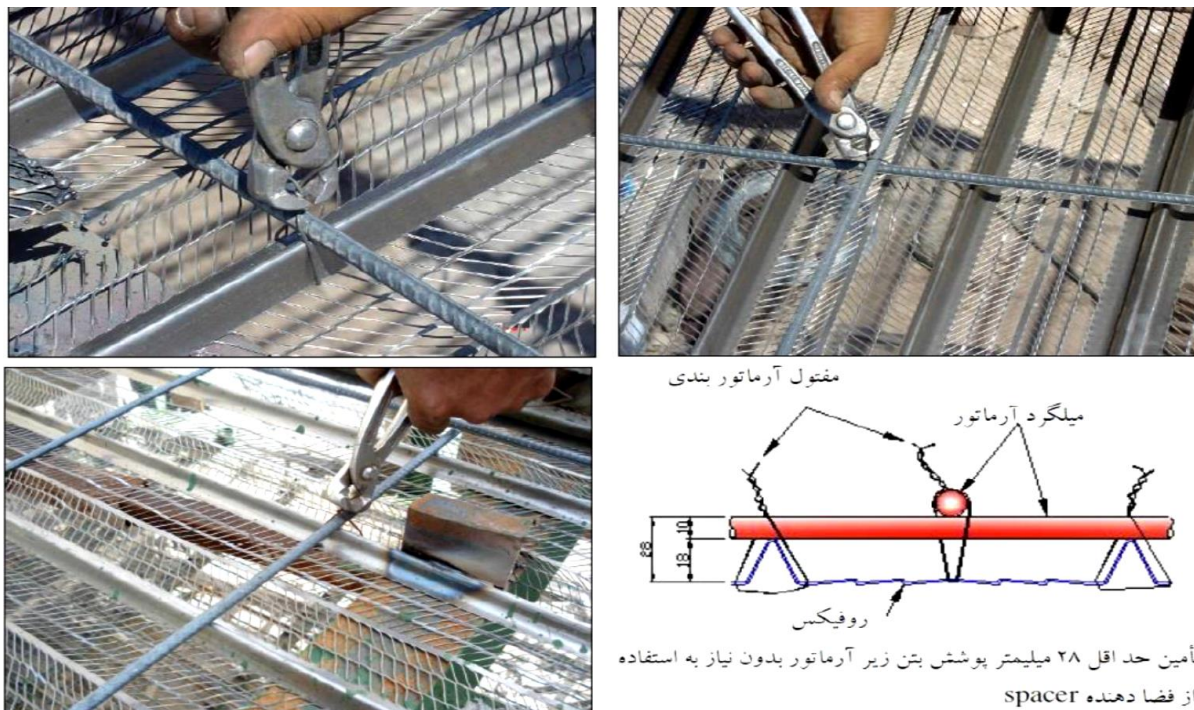 مفتول آرماتور بندی
میلگرد آرماتور
28
10
18
روفیکس
تأمین حد اقل ۲۸ میلیمتر پوشش بتن زیر آرماتور بدون نیاز به استفاده
از فضا دهنده spacer